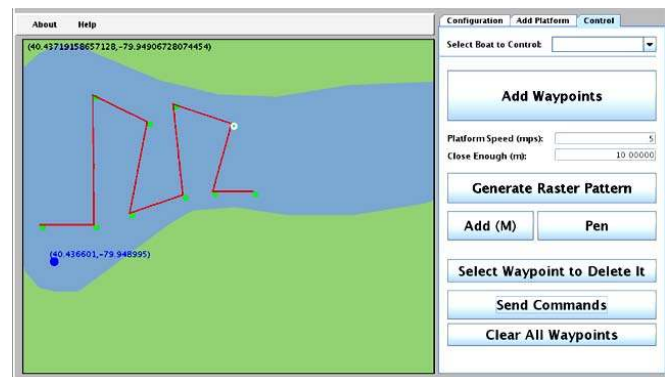 About Help
Configuration Add Platform Control
(40.43719158657128,-79.94906728074454)
Select Boat to Control:
Add Waypoints
Platform Speed (mps): 5
Close Enough (m): 10.00000
Generate Raster Pattern
Add (M) Pen
(40.436601,-79.948995)
Select Waypoint to Delete It
Send Commands
Clear All Waypoints